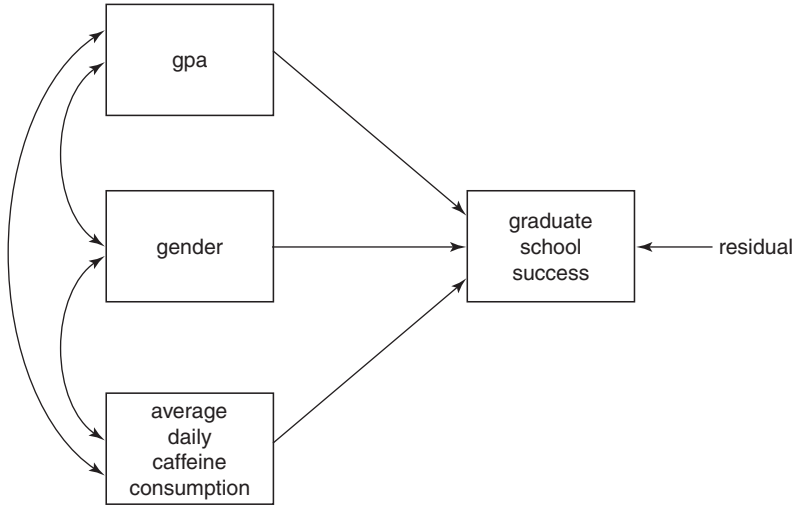 gpa
gender
graduate
school
success
residual
average
daily
caffeine
consumption